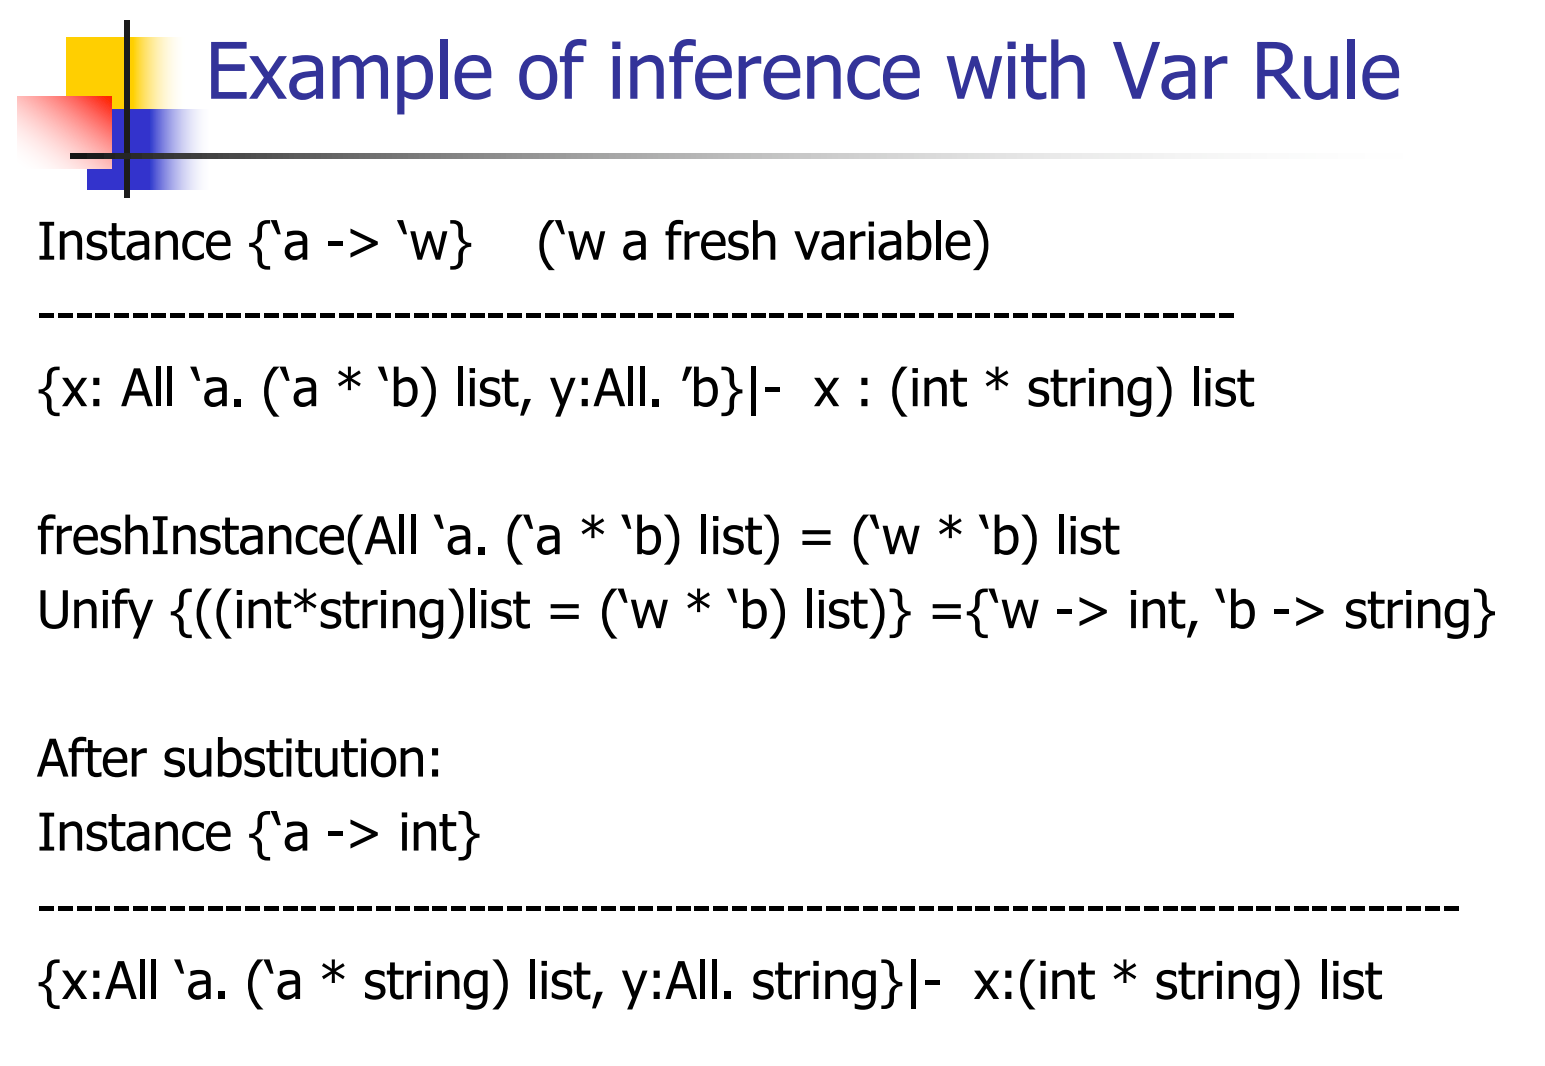 Example of inference with Var Rule
Instance {‘a -> ‘w} (‘w a fresh variable)
----------------------------------------------------------------
{x: All ‘a. (‘a * ‘b) list, y:All. ’b}|- x : (int * string) list
freshInstance(All ‘a. (‘a * ‘b) list) = (‘w * ‘b) list
Unify {((int*string)list = (‘w * ‘b) list)} ={‘w -> int, ‘b -> string}
After substitution:
Instance {‘a -> int}
----------------------------------------------------------------------------
{x:All ‘a. (‘a * string) list, y:All. string}|- x:(int * string) list